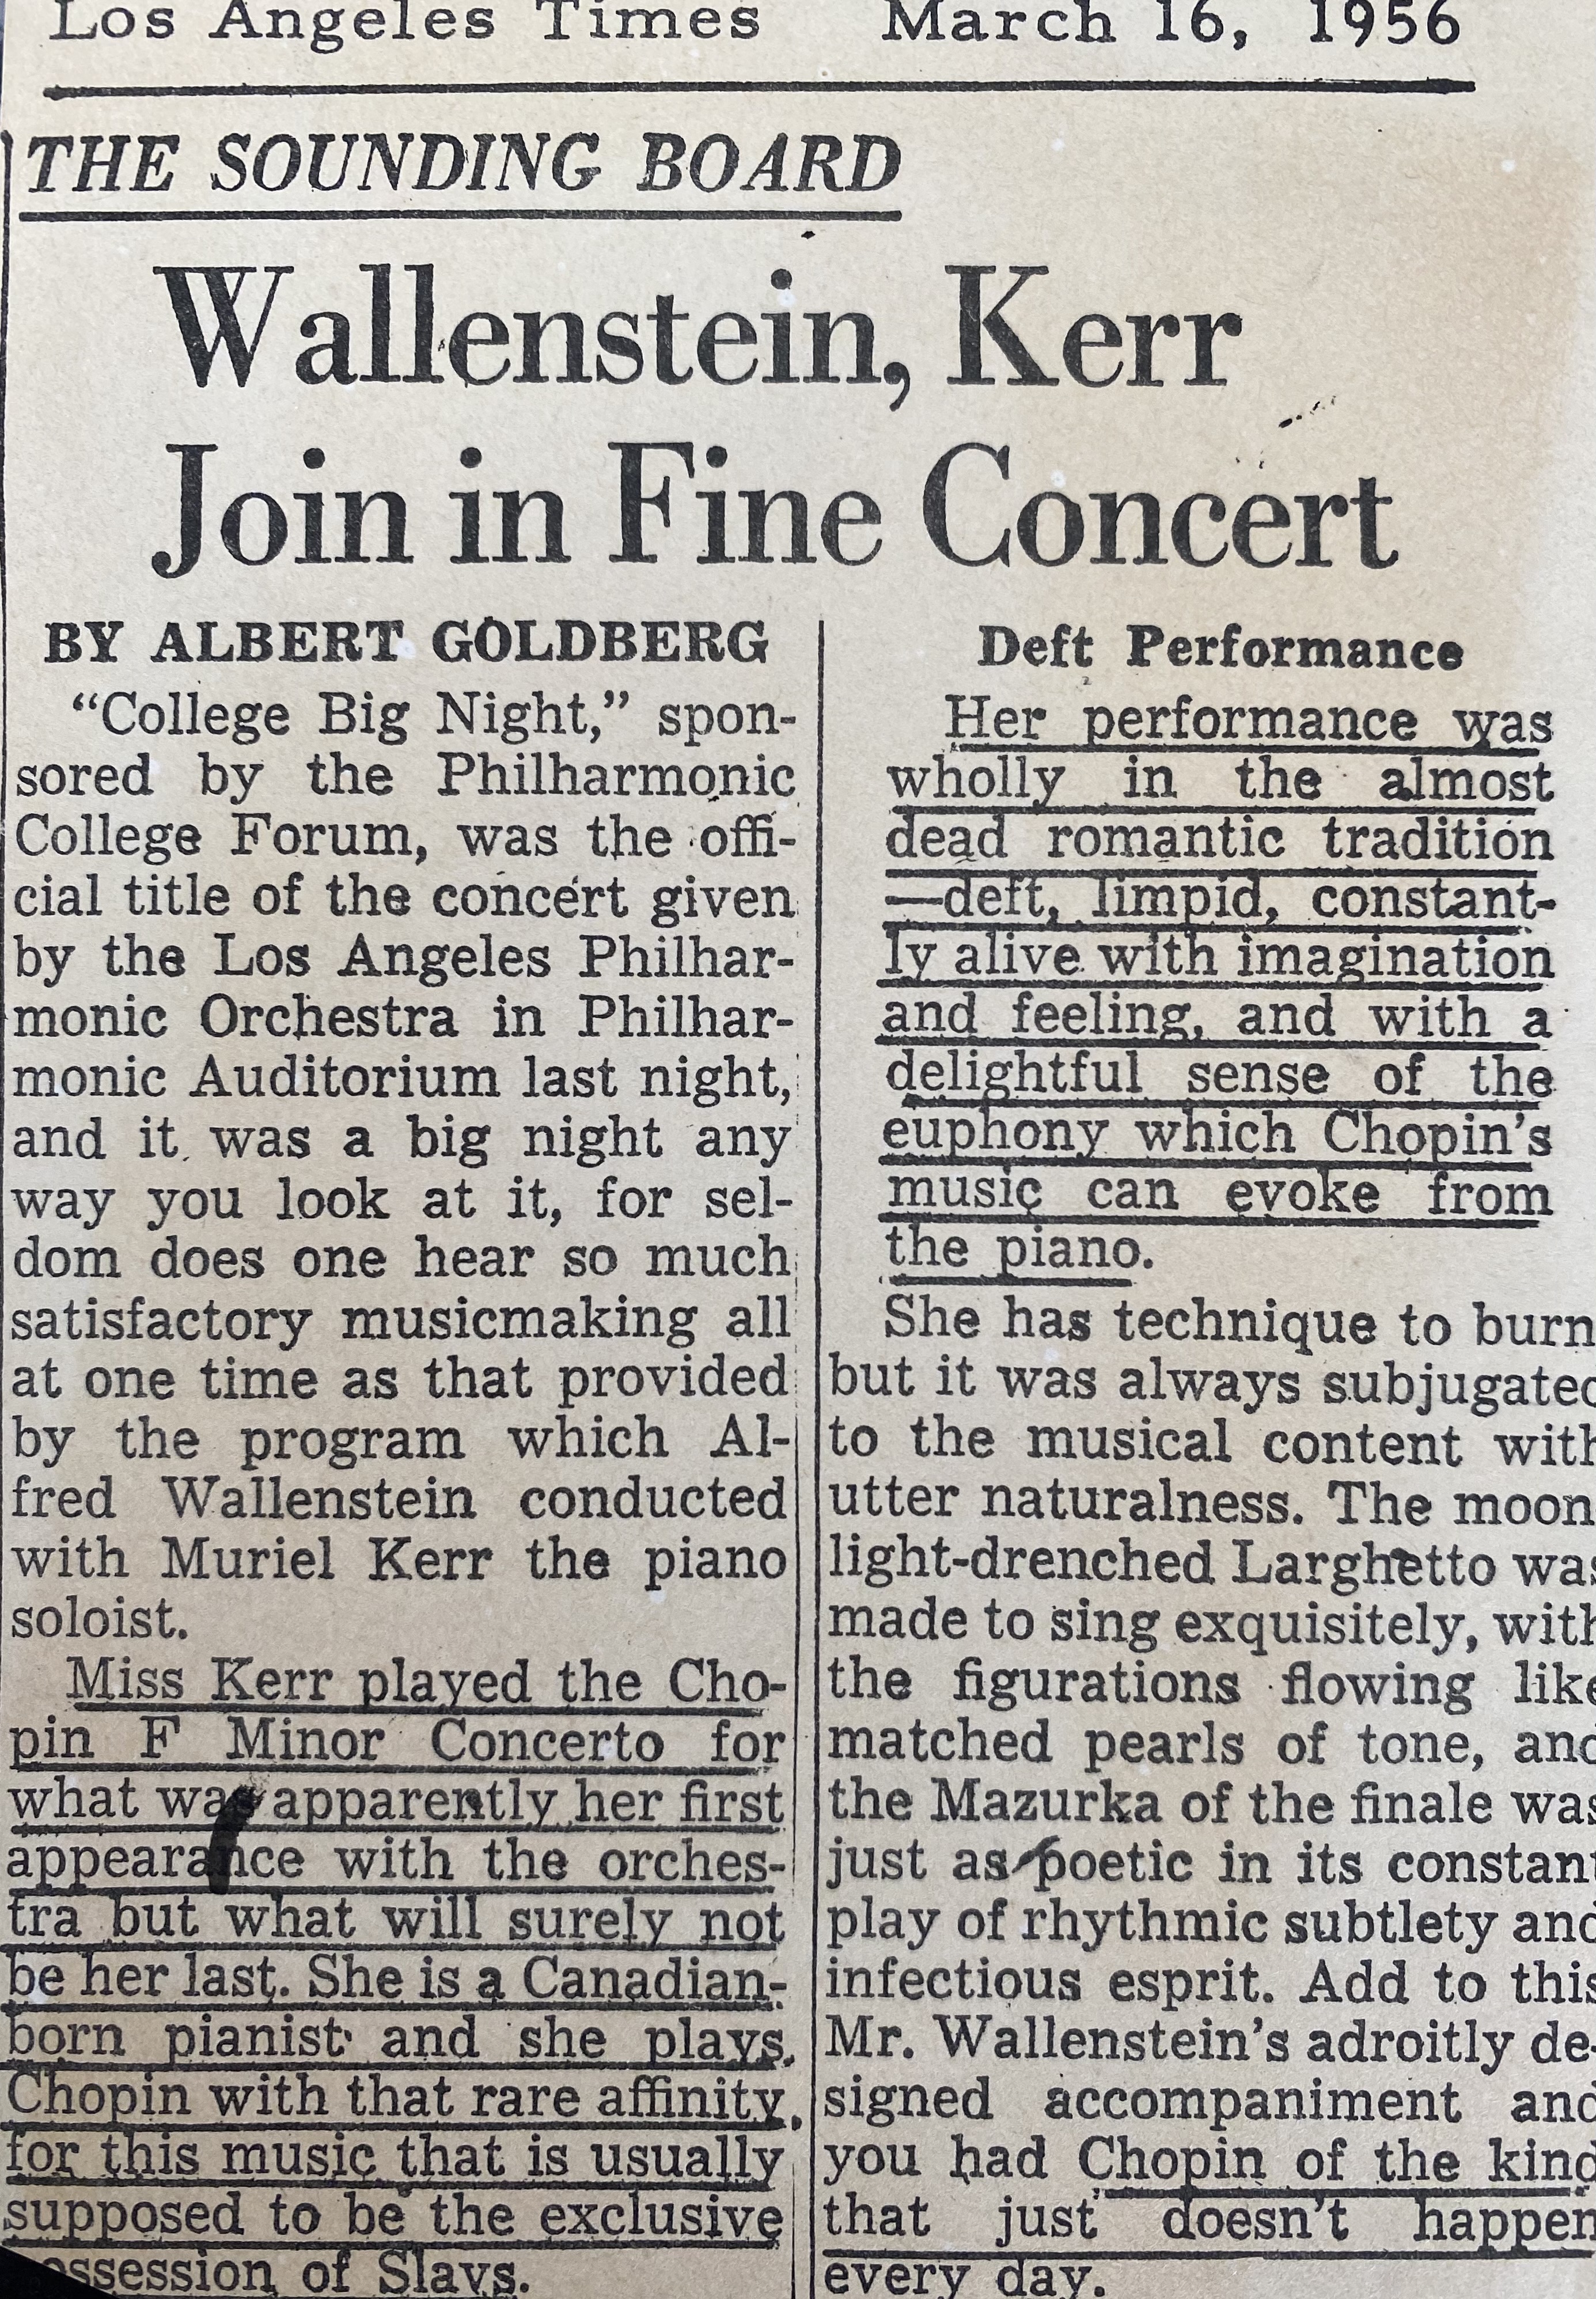 Los Angeles Times March 16, 1956
THE SOUNDING BOARD
Wallenstein, Kerr
Join in Fine Concert
BY ALBERT GOLDBERG
“College Big Night,” spon-
sored by the Philharmonic
College Forum, was the offi-
cial title of the concert given
by the Los Angeles Philhar-
monic Orchestra in Philhar-
monic Auditorium last night,
and it was a big night any
way you look at it, for sel-
dom does one hear so much
satisfactory musicmaking all
at one time as that provided
by the program which Al-
fred Wallenstein conducted
with Muriel Kerr the piano
soloist.
Miss Kerr played the Cho-
pin F Minor Concerto for
what was apparently her first
appearance with the orches-
tra but what will surely not
be her last. She is a Canadian-
born pianist and she plays
Chopin with that rare affinity
for this music that is usually
supposed to be the exclusive
ossession of Slavs.
Deft Performance
Her performance was
wholly in the almost
dead romantic tradition
—deft, limpid, constant-
ly alive with imagination
and feeling, and with a
delightful sense of the
euphony which Chopin's
music can evoke from
the piano.
She has technique to burn
but it was always subjugated
to the musical content with
utter naturalness. The moon
light-drenched Larghetto was
made to sing exquisitely, with
the figurations flowing like
matched pearls of tone, and
the Mazurka of the finale was
just as poetic in its constant
play of rhythmic subtlety and
infectious esprit. Add to this
Mr. Wallenstein's adroitly de-
signed accompaniment and
you had Chopin of the kind
that just doesn't happen
every day.